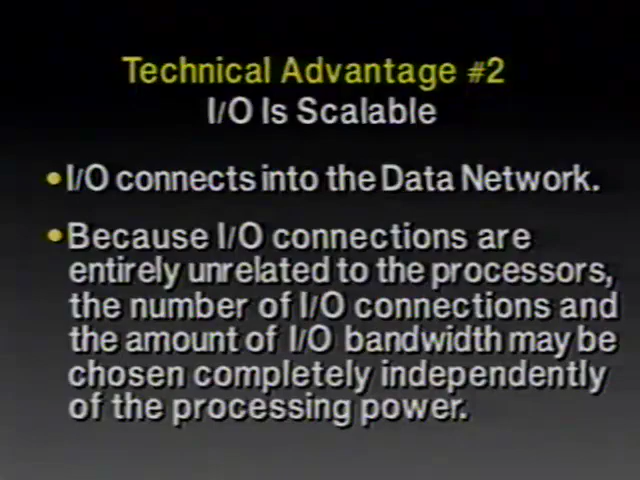 Technical Advantage #2
I/O Is Scalable
•I/O connects into the Data Network.
•Because I/O connections are
entirely unrelated to the processors,
the number of I/O connections and
the amount of I/O bandwidth may be
chosen completely independently
of the processing power.